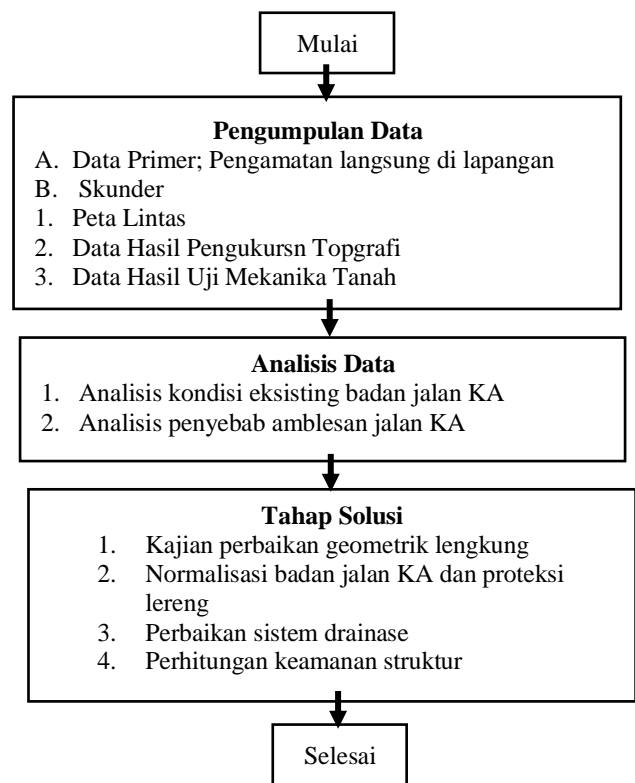 Mulai
Pengumpulan Data
A. Data Primer; Pengamatan langsung di lapangan
B. Skunder
1. Peta Lintas
2. Data Hasil Pengukursn Topgrafi
3. Data Hasil Uji Mekanika Tanah
Analisis Data
1. Analisis kondisi eksisting badan jalan KA
2. Analisis penyebab amblesan jalan KA
Tahap Solusi
1. Kajian perbaikan geometrik lengkung
2. Normalisasi badan jalan KA dan proteksi
lereng
3. Perbaikan sistem drainase
4. Perhitungan keamanan struktur
Selesai